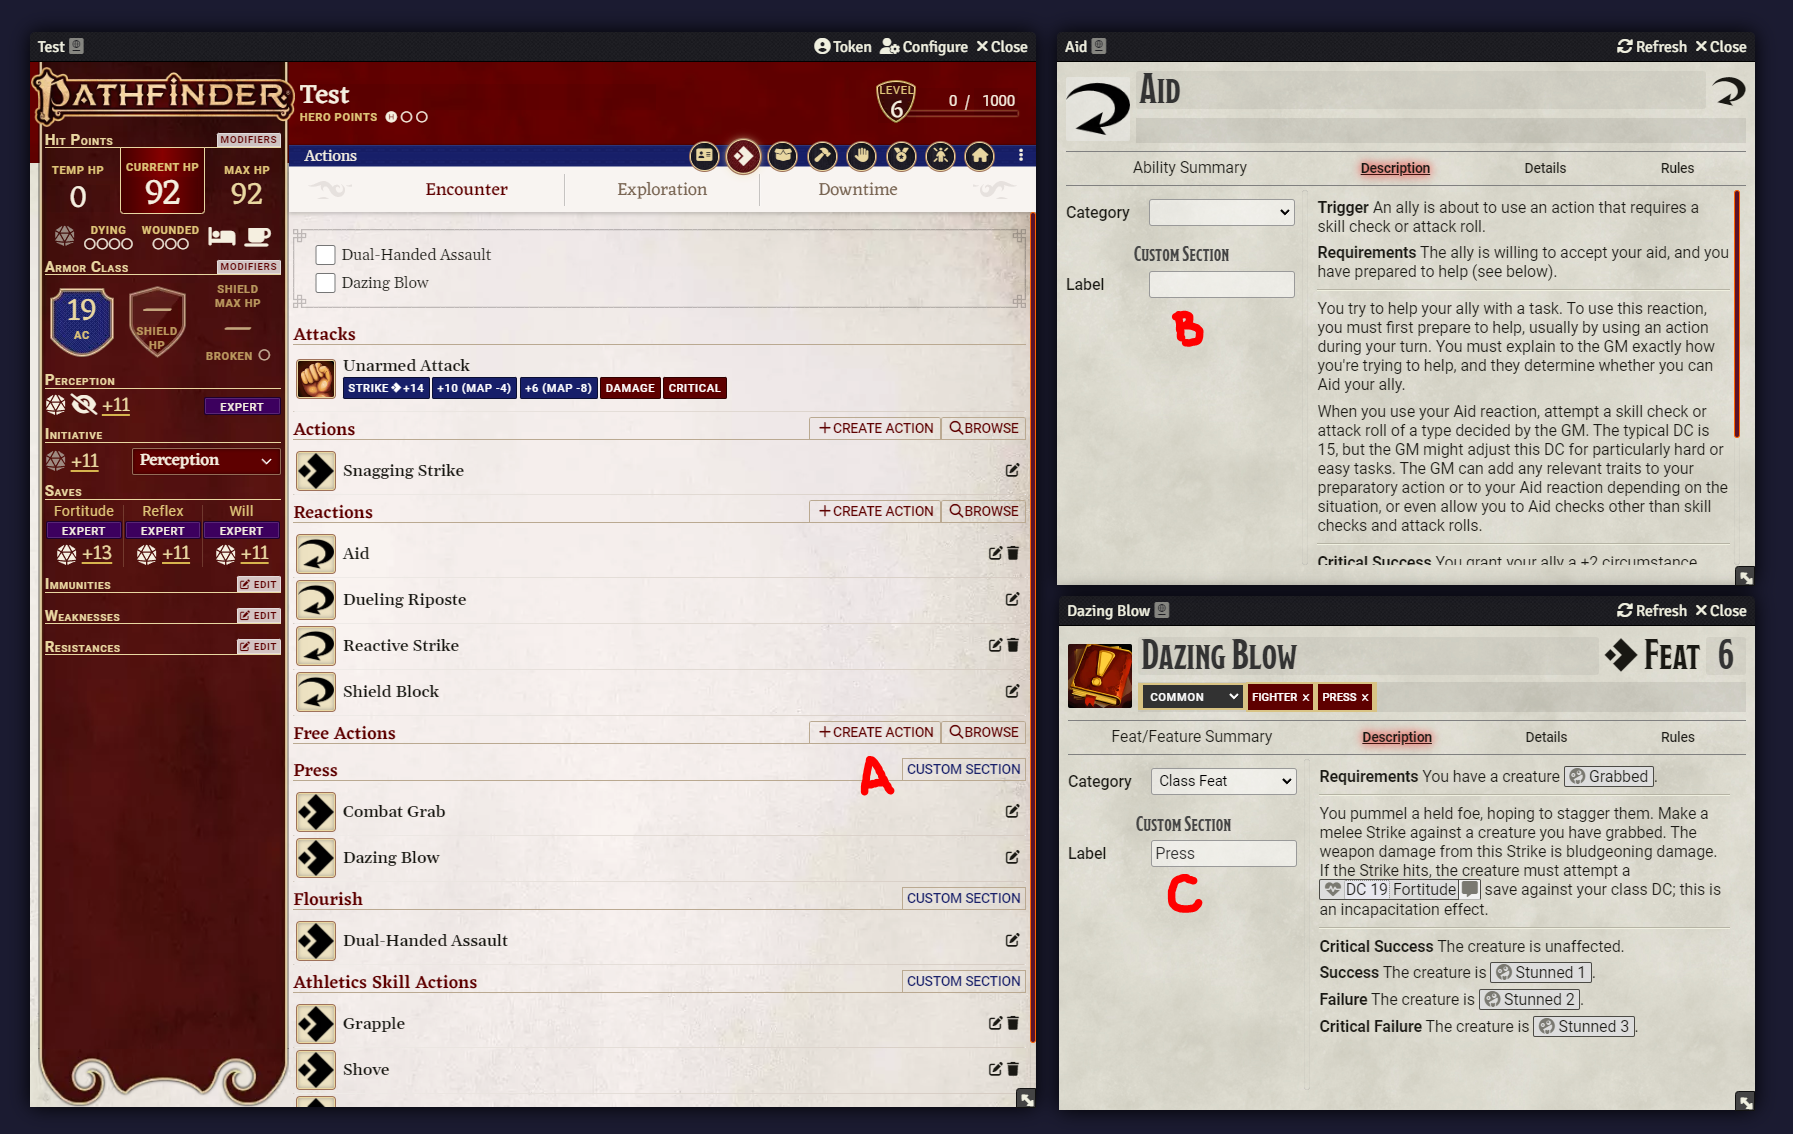 Test
Token
Configure
Close
PATHFINDER
Test
HERO POINTS
H
LEVEL
6
0 / 1000
Hit Points
MODIFIERS
TEMP HP
0
CURRENT HP
92
MAX HP
92
DYING
WOUNDED
Armor Class
MODIFIERS
19
AC
—
SHIELD
HP
SHIELD
MAX HP
—
BROKEN
Perception
+11
EXPERT
Initiative
+11
Perception
Saves
Fortitude
Reflex
Will
EXPERT
EXPERT
EXPERT
+13
+11
+11
Immunities
EDIT
Weaknesses
EDIT
Resistances
EDIT
Actions
Encounter
Exploration
Downtime
Dual-Handed Assault
Dazing Blow
Attacks
Unarmed Attack
STRIKE +14
+10 (MAP -4)
+6 (MAP -8)
DAMAGE
CRITICAL
Actions
CREATE ACTION
BROWSE
Snagging Strike
Reactions
CREATE ACTION
BROWSE
Aid
Dueling Riposte
Reactive Strike
Shield Block
Free Actions
CREATE ACTION
BROWSE
Press
A
CUSTOM SECTION
Combat Grab
Dazing Blow
Flourish
CUSTOM SECTION
Dual-Handed Assault
Athletics Skill Actions
CUSTOM SECTION
Grapple
Shove
Aid
Refresh
Close
Aid
Ability Summary
Description
Details
Rules
Category
Custom Section
Label
B
Trigger An ally is about to use an action that requires a
skill check or attack roll.
Requirements The ally is willing to accept your aid, and you
have prepared to help (see below).
You try to help your ally with a task. To use this reaction,
you must first prepare to help, usually by using an action
during your turn. You must explain to the GM exactly how
you're trying to help, and they determine whether you can
Aid your ally.
When you use your Aid reaction, attempt a skill check or
attack roll of a type decided by the GM. The typical DC is
15, but the GM might adjust this DC for particularly hard or
easy tasks. The GM can add any relevant traits to your
preparatory action or to your Aid reaction depending on the
situation, or even allow you to Aid checks other than skill
checks and attack rolls.
Critical Success You grant your ally a +2 circumstance
Dazing Blow
Refresh
Close
Dazing Blow
Feat 6
COMMON
FIGHTER x
PRESS x
Feat/Feature Summary
Description
Details
Rules
Category
Class Feat
Custom Section
Label
Press
C
Requirements You have a creature Grabbed.
You pummel a held foe, hoping to stagger them. Make a
melee Strike against a creature you have grabbed. The
weapon damage from this Strike is bludgeoning damage.
If the Strike hits, the creature must attempt a
DC 19 Fortitude save against your class DC; this is
an incapacitation effect.
Critical Success The creature is unaffected.
Success The creature is Stunned 1.
Failure The creature is Stunned 2.
Critical Failure The creature is Stunned 3.